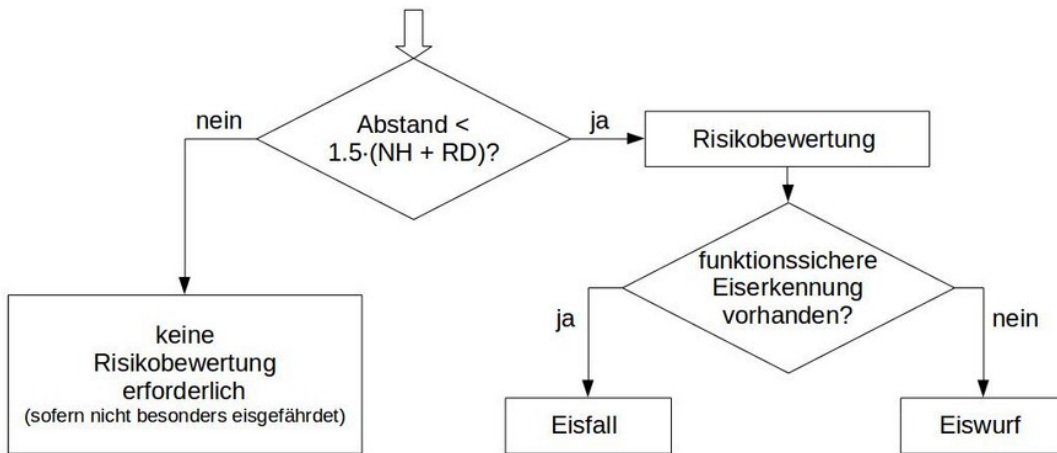 Abstand <
1.5·(NH + RD)?
nein
ja
Risikobewertung
funktionssichere
Eiserkennung
vorhanden?
ja
nein
keine
Risikobewertung
erforderlich
(sofern nicht besonders eisgefährdet)
Eisfall
Eiswurf